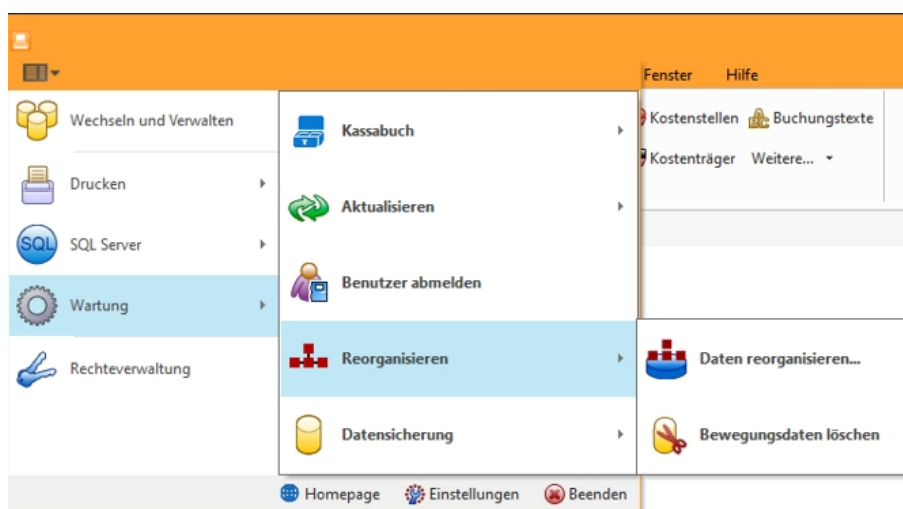 Fenster Hilfe
Wechseln und Verwalten
Drucken
SQL
SQL Server
Wartung
Rechteverwaltung
Kassabuch
Aktualisieren
Benutzer abmelden
Reorganisieren
Datensicherung
Kostenstellen Buchungstexte
Kostenträger Weitere...
Daten reorganisieren...
Bewegungsdaten löschen
Homepage Einstellungen Beenden